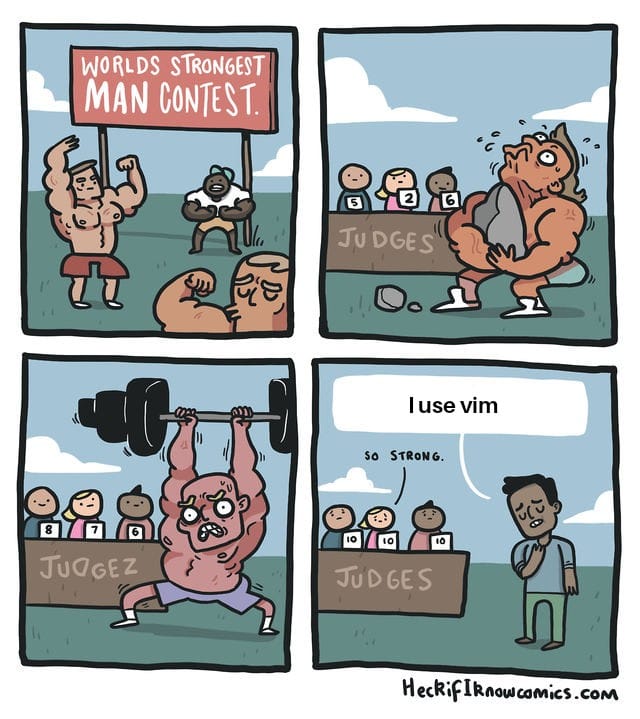 WORLDS STRONGEST
MAN CONTEST.
5
2
6
JUDGES
8
7
6
JUDGEZ
I use vim
SO STRONG.
10
10
10
JUDGES
HeckifIknowcomics.com